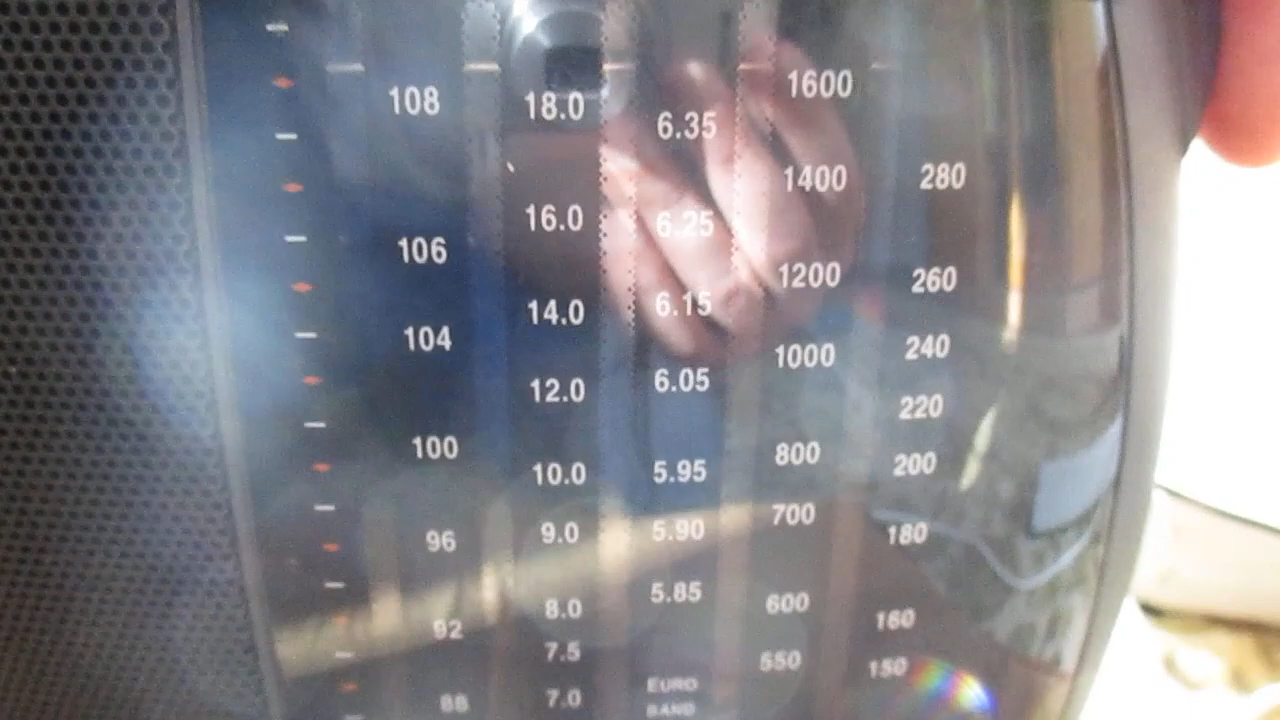 108 18.0 6.35 1600
16.0 6.25 1400 280
106 14.0 6.15 1200 260
104 12.0 6.05 1000 240
220
100 10.0 5.95 800 200
96 9.0 5.90 700 180
92 8.0 5.85 600 160
7.5 550 150
88 7.0 EURO
BAND